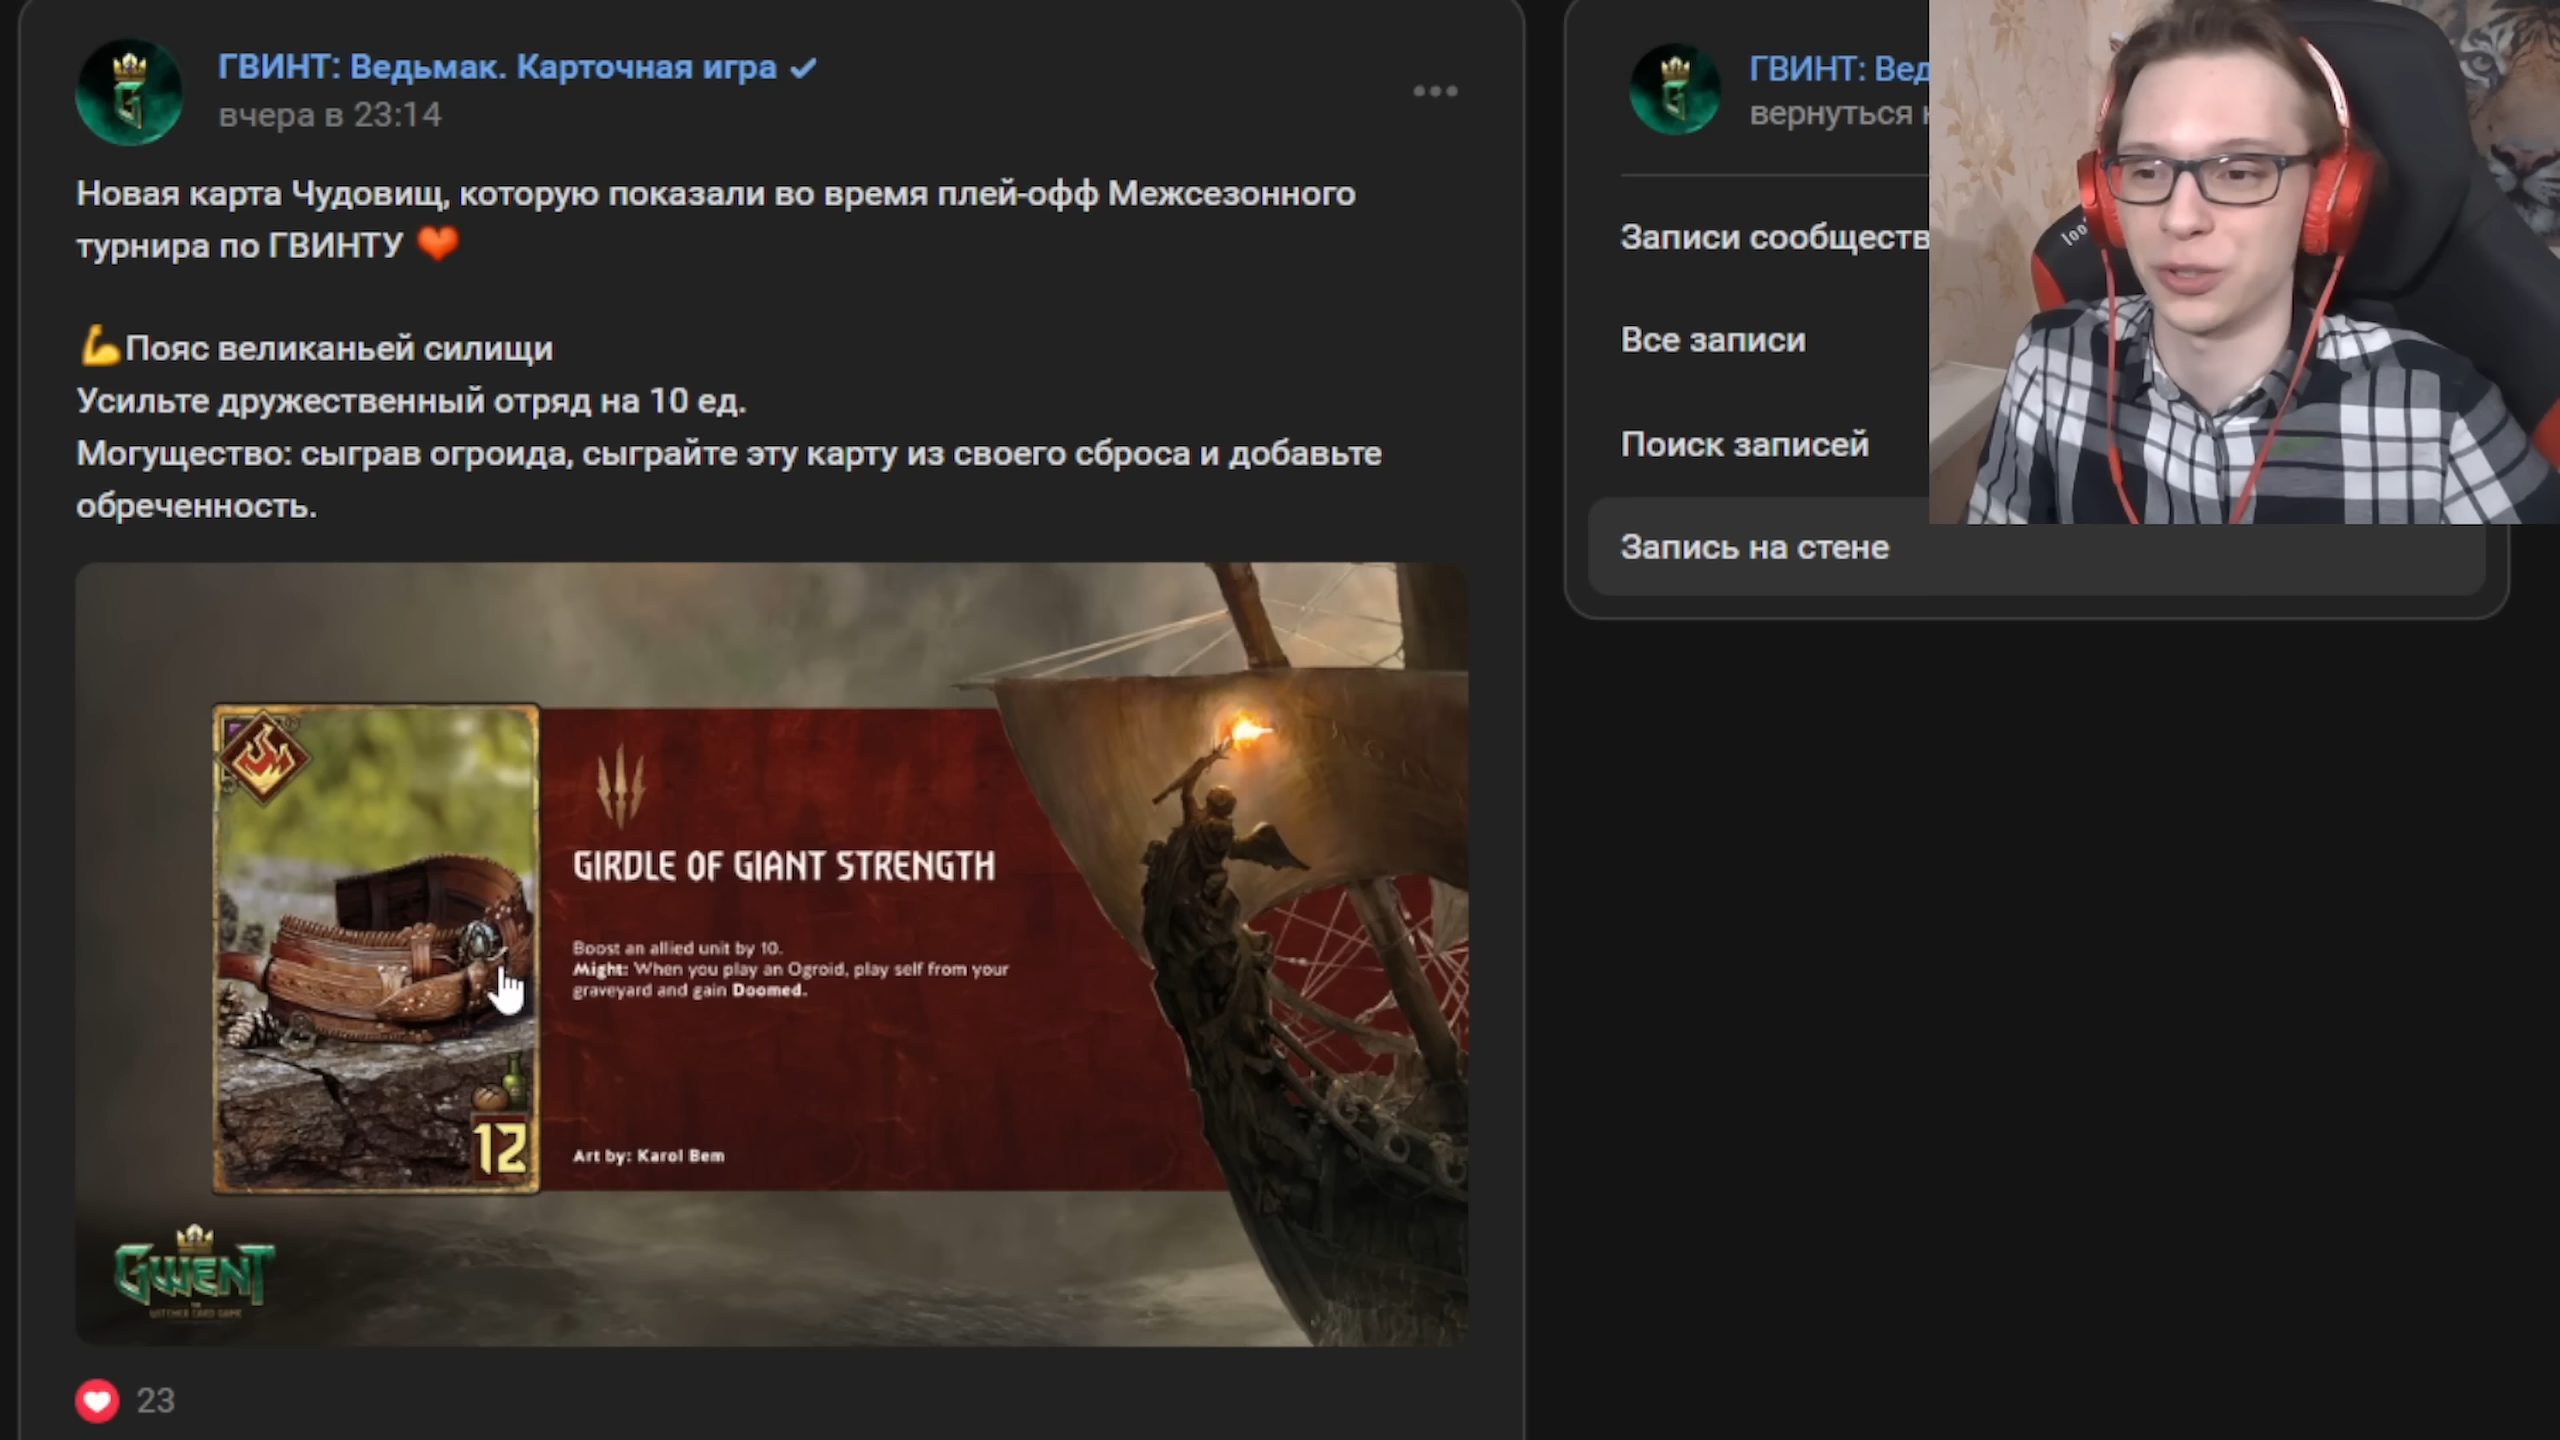 ГВИНТ: Ведьмак. Карточная игра
вчера в 23:14
Новая карта Чудовищ, которую показали во время плей-офф Межсезонного
турнира по ГВИНТУ
Пояс великаньей силищи
Усильте дружественный отряд на 10 ед.
Могущество: сыграв огроида, сыграйте эту карту из своего сброса и добавьте
обреченность.
GIRDLE OF GIANT STRENGTH
Boost an allied unit by 10.
Might: When you play an Ogroid, play self from your
graveyard and gain Doomed.
12
Art by: Karol Bem
GWENT
THE
WITCHER CARD GAME
23
ГВИНТ: Вед
вернуться
Записи сообществ
Все записи
Поиск записей
Запись на стене